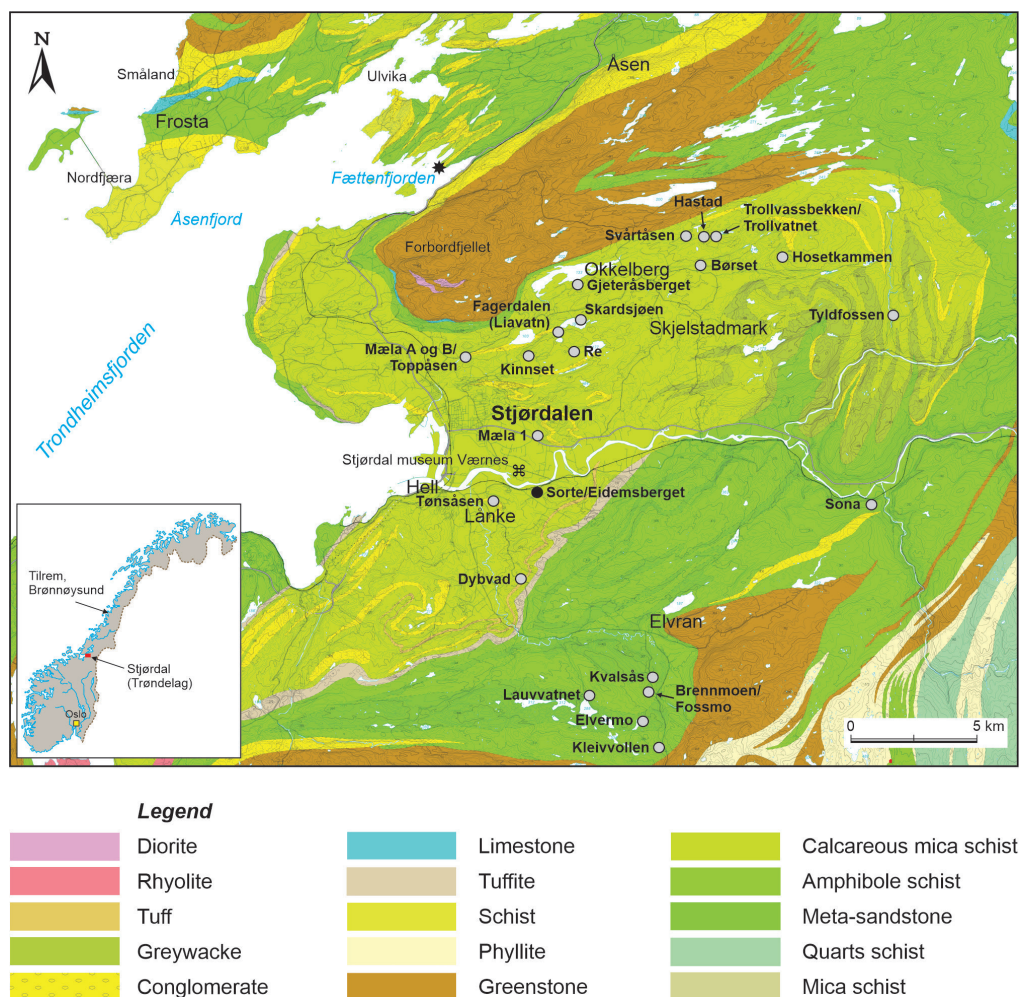 N
Småland
Ulvika
Åsen
Frosta
Nordfjæra
Fættenfjorden
Åsenfjord
Hastad
Trollvassbekken/
Trollvatnet
Svårtåsen
Forbordfjellet
Børset
Hosetkammen
Okkelberg
Gjeteråsberget
Fagerdalen
(Liavatn)
Skardsjøen
Skjelstadmark
Tyldfossen
Trondheimsfjorden
Mæla A og B/
Toppåsen
Kinnset
Re
Stjørdalen
Mæla 1
Stjørdal museum Værnes
Hell
Sorte/Eidemsberget
Tønsåsen
Lånke
Sona
Dybvad
Elvran
Tilrem,
Brønnøysund
Stjørdal
(Trøndelag)
Oslo
Kvalsås
Lauvvatnet
Brennmoen/
Fossmo
Elvermo
Kleivvollen
0 5 km
Legend
Diorite
Rhyolite
Tuff
Greywacke
Conglomerate
Limestone
Tuffite
Schist
Phyllite
Greenstone
Calcareous mica schist
Amphibole schist
Meta-sandstone
Quarts schist
Mica schist